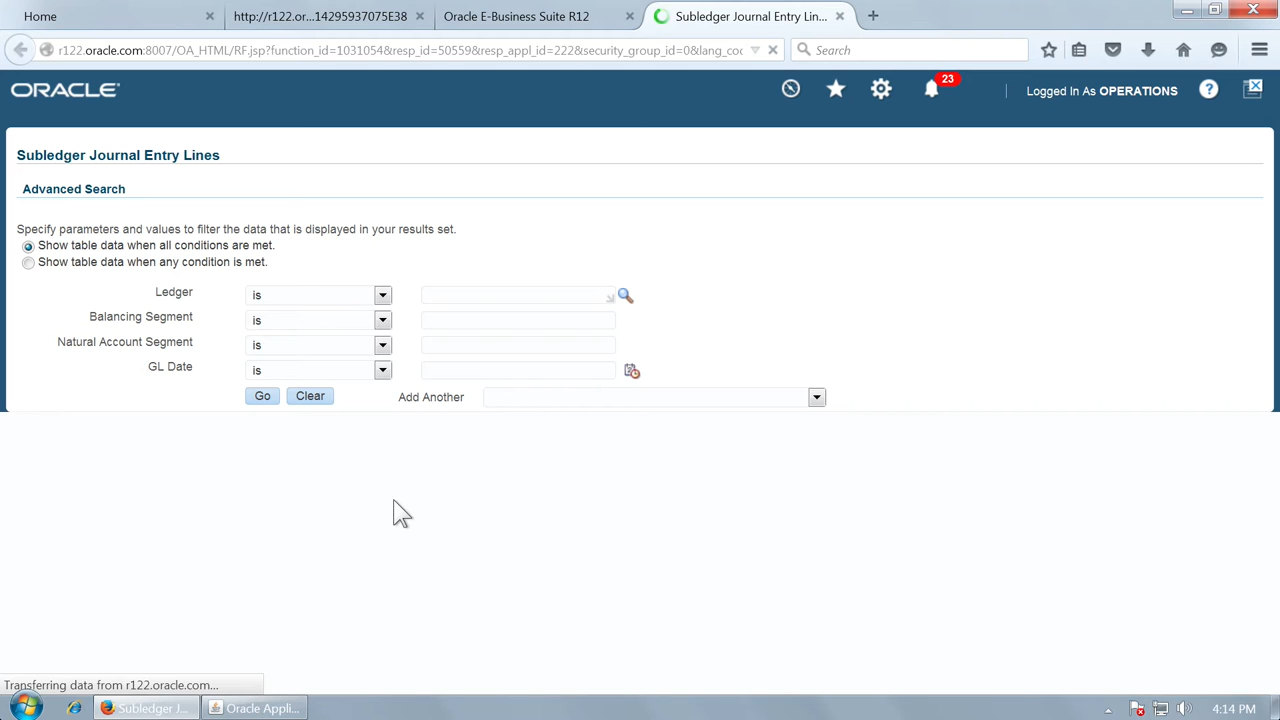 Home
http://r122.or...14295937075E38
Oracle E-Business
R12
Subledger Journal Entry Lin...
r122.oracle.com:8007/OA_HTML/RF.jsp?function_id=1031054&resp_id=50559&resp_appl_id=222&security_group_id=0&lang_co
Search
ORACLE
23
Logged In As OPERATIONS
Subledger Journal Entry Lines
Advanced Search
Specify parameters and values to filter the data that is displayed in your results set.
Show table data when all conditions are met.
Show table data when any condition is met.
Ledger is
Balancing Segment is
Natural Account Segment is
GL Date is
Go Clear Add Another
Transferring data from r122.oracle.com...
Subledger J...
Oracle Appli...
4:14 PM